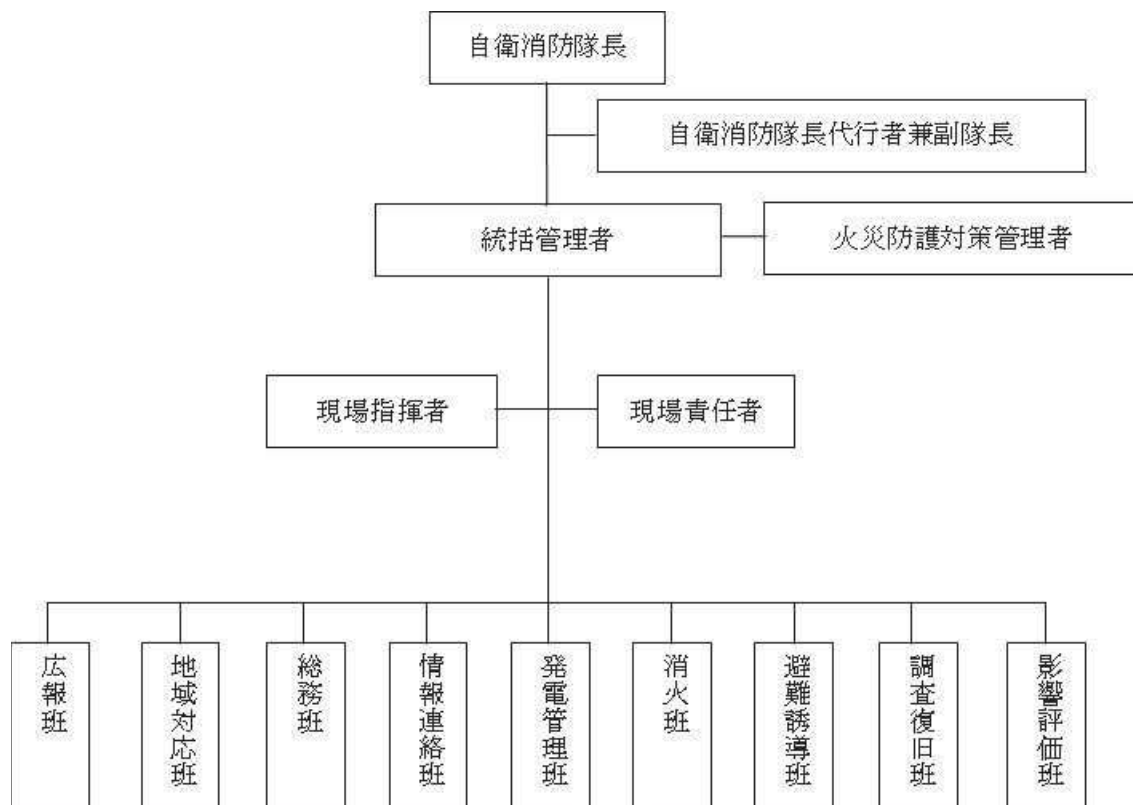 自衛消防隊長
自衛消防隊長代行者兼副隊長
統括管理者
火災防護対策管理者
現場指揮者
現場責任者
広報班
地域対応班
総務班
情報連絡班
発電管理班
消火班
避難誘導班
調査復旧班
影響評価班